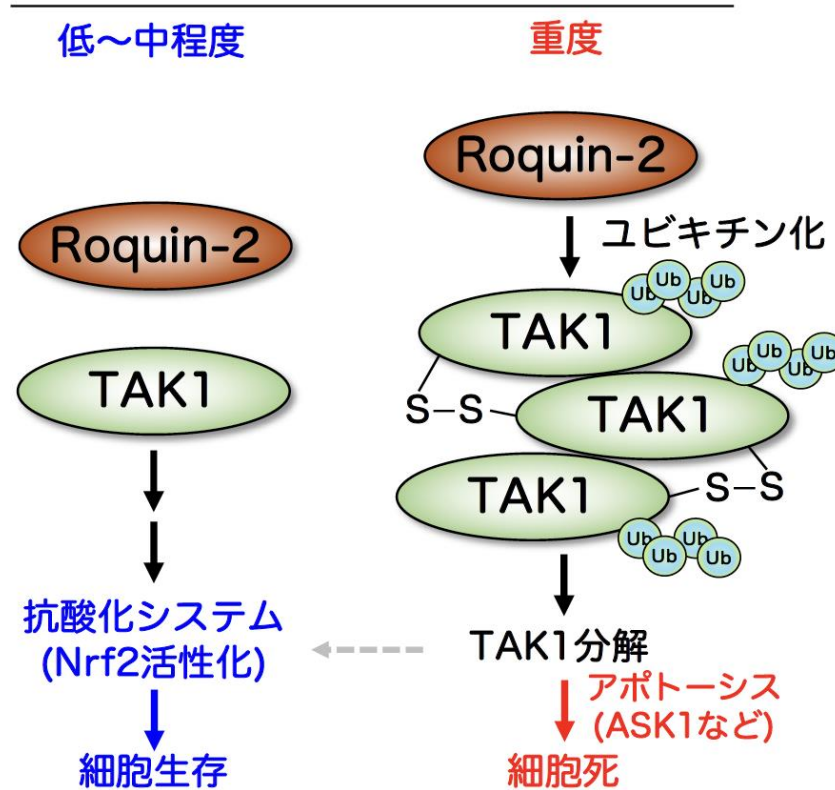 低～中程度
重度
Roquin-2
Roquin-2
ユビキチン化
Ub Ub Ub Ub
TAK1
TAK1
Ub Ub Ub Ub
S–S
TAK1
TAK1
S–S
Ub Ub Ub Ub
抗酸化システム
(Nrf2活性化)
TAK1分解
アポトーシス
(ASK1など)
細胞生存
細胞死